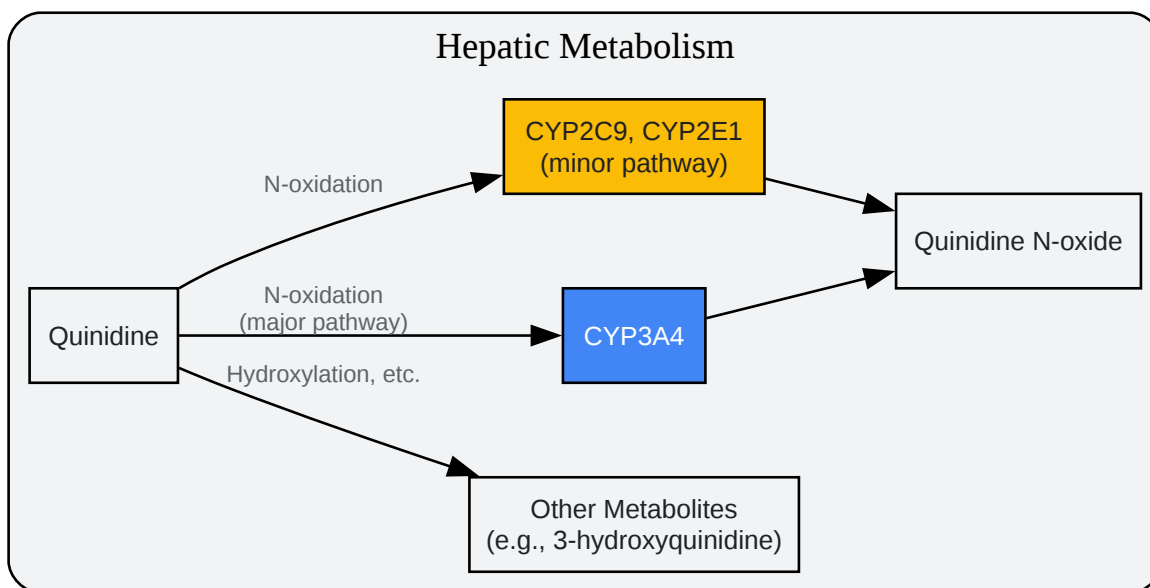 Hepatic Metabolism
CYP2C9, CYP2E1
(minor pathway)
N-oxidation
Quinidine N-oxide
N-oxidation
(major pathway)
Quinidine
CYP3A4
Hydroxylation, etc.
Other Metabolites
(e.g., 3-hydroxyquinidine)